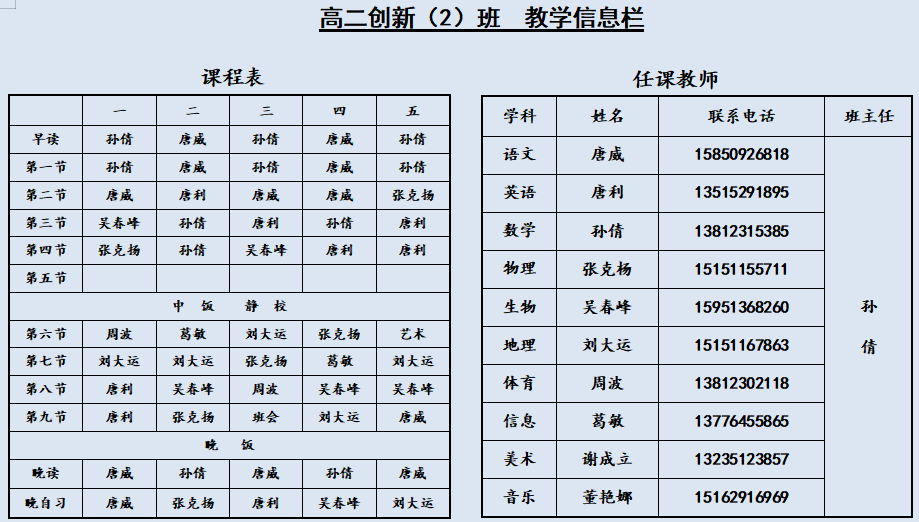 高二创新（2）班 教学信息栏
课程表
一 二 三 四 五
早读 孙倩 唐威 孙倩 唐威 孙倩
第一节 孙倩 唐威 孙倩 唐威 孙倩
第二节 唐威 唐利 唐威 唐威 张克扬
第三节 吴春峰 孙倩 唐利 孙倩 唐利
第四节 张克扬 孙倩 吴春峰 唐利 唐利
第五节
中 饭 静 校
第六节 周波 葛敏 刘大运 张克扬 艺术
第七节 刘大运 刘大运 张克扬 葛敏 刘大运
第八节 唐利 吴春峰 周波 吴春峰 吴春峰
第九节 唐利 张克扬 班会 刘大运 唐威
晚 饭
晚读 唐威 孙倩 唐威 孙倩 唐威
晚自习 唐威 张克扬 唐利 吴春峰 刘大运
任课教师
学科 姓名 联系电话 班主任
语文 唐威 15850926818
英语 唐利 13515291895
数学 孙倩 13812315385
物理 张克杨 15151155711
生物 吴春峰 15951368260
地理 刘大运 15151167863
体育 周波 13812302118
信息 葛敏 13776455865
美术 谢成立 13235123857
音乐 董艳娜 15162916969
孙
倩